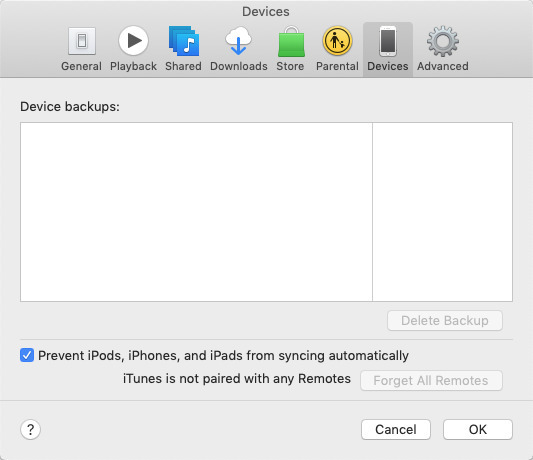 Devices
General Playback Shared Downloads Store Parental Devices Advanced
Device backups:
Delete Backup
Prevent iPods, iPhones, and iPads from syncing automatically
iTunes is not paired with any Remotes Forget All Remotes
? Cancel OK